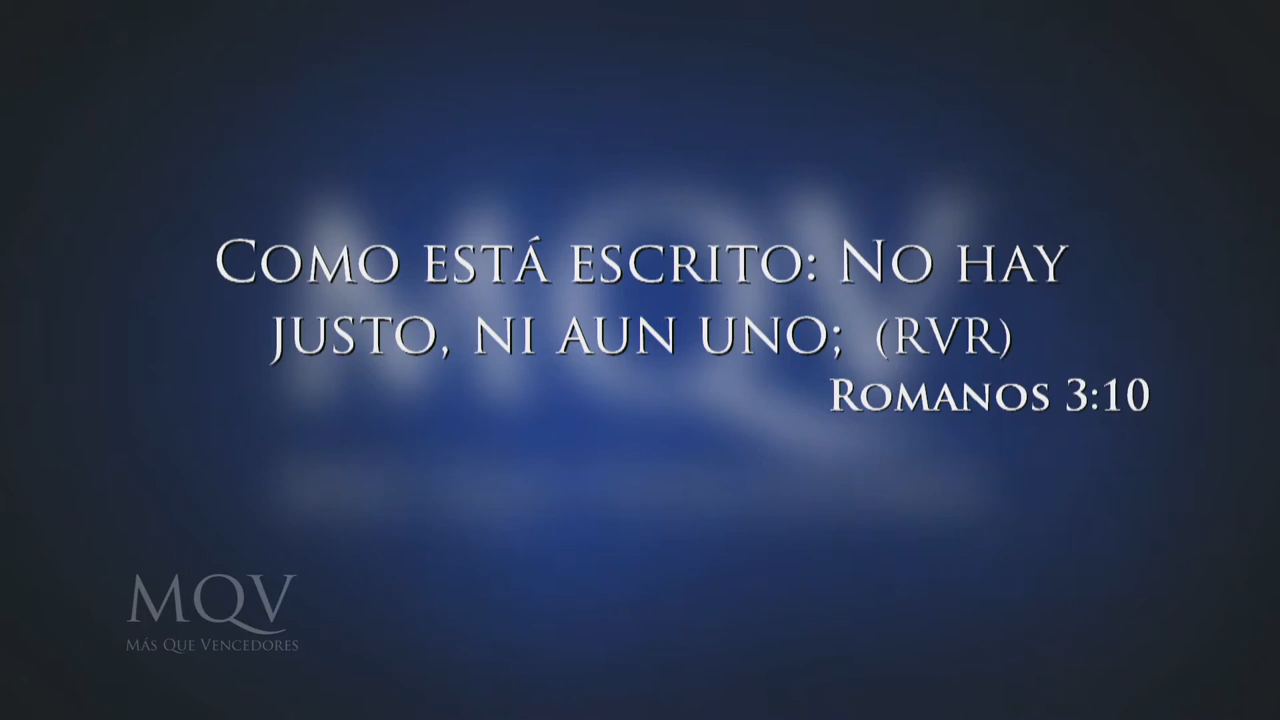 Como está escrito: No hay
justo, ni aun uno; (RVR)
Romanos 3:10
MQV
Más Que Vencedores